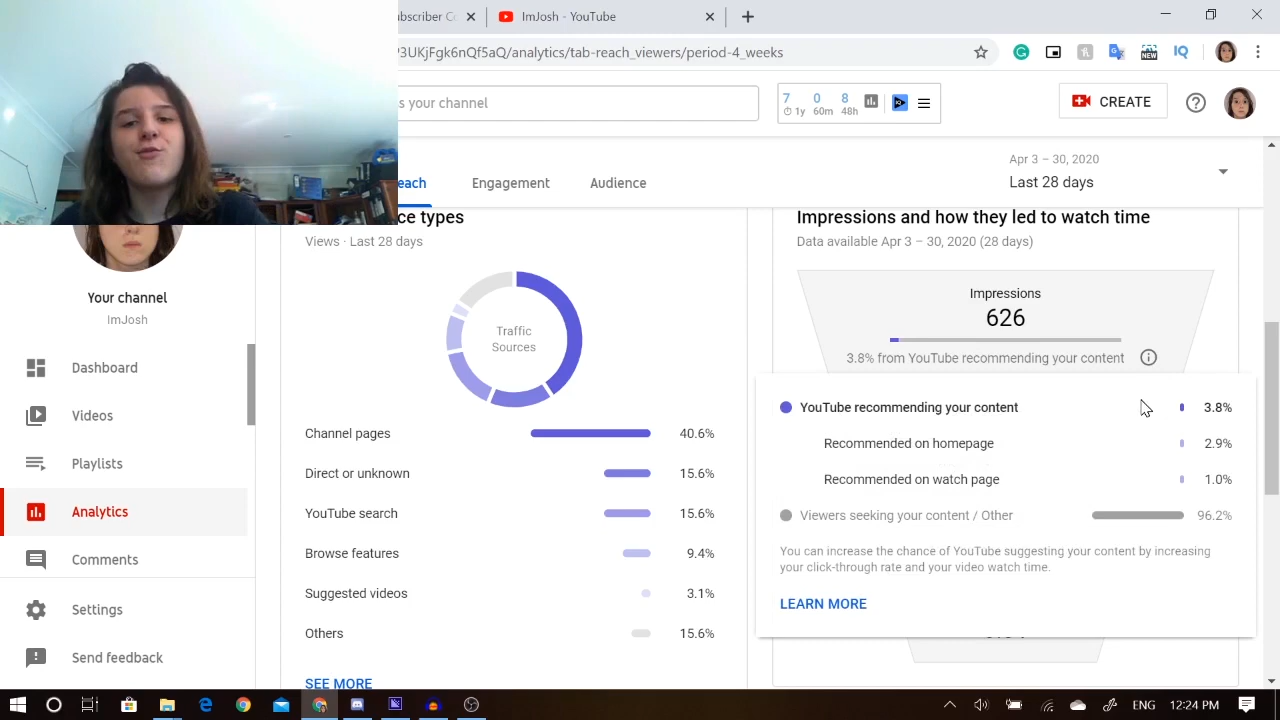 bscriber C
ImJosh - YouTube
?3UKjFgk6nQf5aQ/analytics/tab-reach_viewers/period-4_weeks
NEW
IQ
s your channel
7 0 8
1y 60m 48h
CREATE
each
Engagement
Audience
Apr 3 – 30, 2020
Last 28 days
ce types
Views · Last 28 days
Traffic
Sources
Channel pages 40.6%
Direct or unknown 15.6%
YouTube search 15.6%
Browse features 9.4%
Suggested videos 3.1%
Others 15.6%
SEE MORE
Impressions and how they led to watch time
Data available Apr 3 – 30, 2020 (28 days)
Impressions
626
3.8% from YouTube recommending your content
YouTube recommending your content 3.8%
Recommended on homepage 2.9%
Recommended on watch page 1.0%
Viewers seeking your content / Other 96.2%
You can increase the chance of YouTube suggesting your content by increasing
your click-through rate and your video watch time.
LEARN MORE
Your channel
ImJosh
Dashboard
Videos
Playlists
Analytics
Comments
Settings
Send feedback
12:24 PM